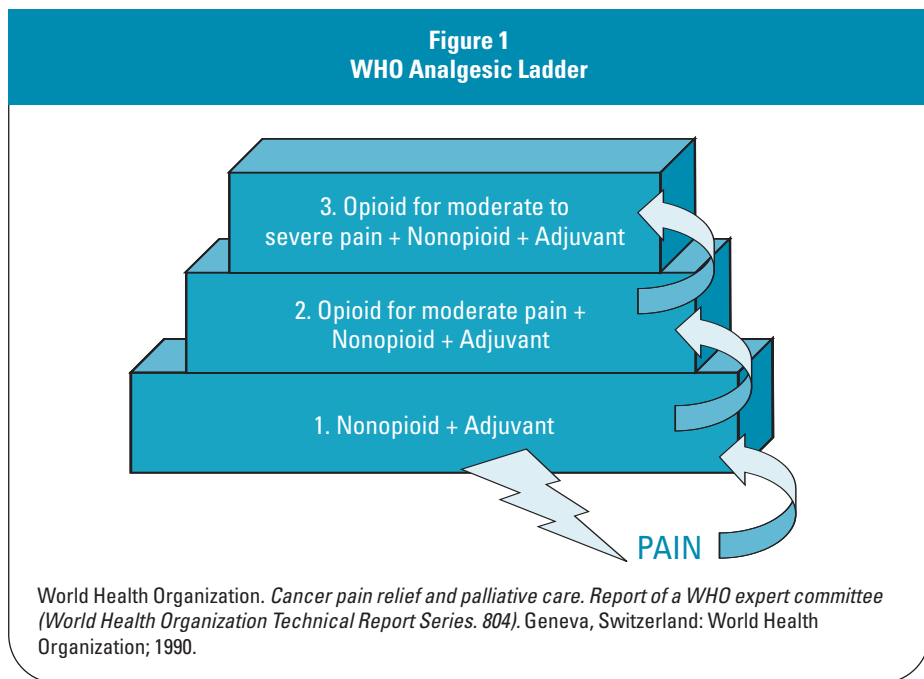 Figure 1
WHO Analgesic Ladder
3. Opioid for moderate to
severe pain + Nonopioid + Adjuvant
2. Opioid for moderate pain +
Nonopioid + Adjuvant
1. Nonopioid + Adjuvant
PAIN
World Health Organization. Cancer pain relief and palliative care. Report of a WHO expert committee
(World Health Organization Technical Report Series. 804). Geneva, Switzerland: World Health
Organization; 1990.